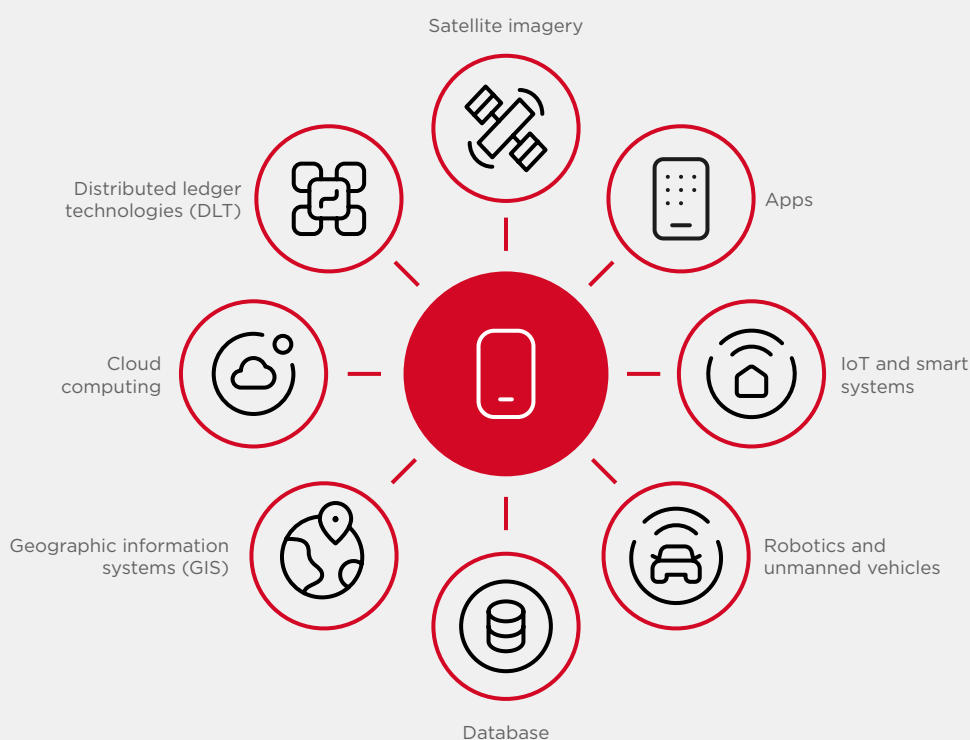 Satellite imagery
Distributed ledger
technologies (DLT)
Apps
Cloud
computing
IoT and smart
systems
Geographic information
systems (GIS)
Robotics and
unmanned vehicles
Database